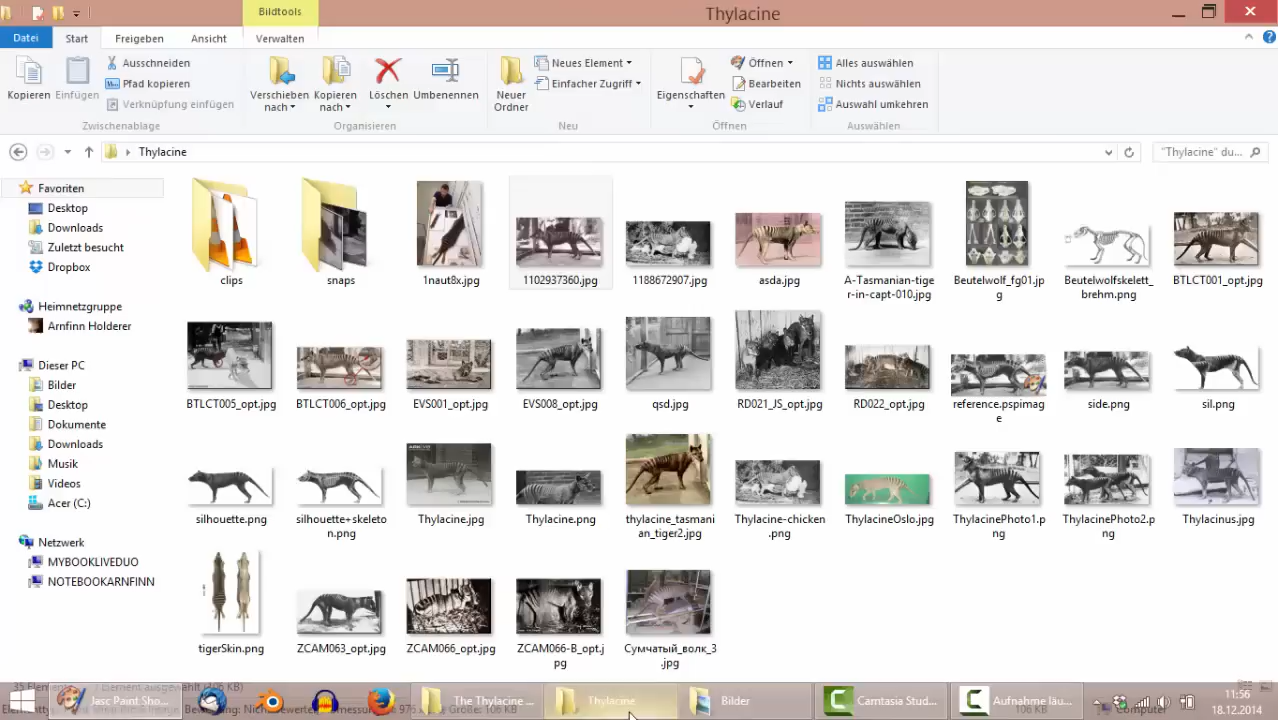 Bildtools
Thylacine
Datei
Start
Freigeben
Ansicht
Verwalten
Kopieren
Einfügen
Ausschneiden
Pfad kopieren
Verknüpfung einfügen
Zwischenablage
Verschieben nach
Kopieren nach
Löschen
Umbenennen
Organisieren
Neuer Ordner
Neues Element
Einfacher Zugriff
Neu
Eigenschaften
Öffnen
Bearbeiten
Verlauf
Öffnen
Alles auswählen
Nichts auswählen
Auswahl umkehren
Auswählen
Thylacine
"Thylacine" du...
Favoriten
Desktop
Downloads
Zuletzt besucht
Dropbox
Heimnetzgruppe
Arnfinn Holderer
Dieser PC
Bilder
Desktop
Dokumente
Downloads
Musik
Videos
Acer (C:)
Netzwerk
MYBOOKLIVEDUO
NOTEBOOKARNFINN
clips
snaps
1naut8x.jpg
1102937360.jpg
1188672907.jpg
asda.jpg
A-Tasmanian-tige
r-in-capt-010.jpg
Beutelwolf_fg01.jp
g
Beutelwolfskelett_
brehm.png
BTLCT001_opt.jpg
BTLCT005_opt.jpg
BTLCT006_opt.jpg
EVS001_opt.jpg
EVS008_opt.jpg
qsd.jpg
RD021_JS_opt.jpg
RD022_opt.jpg
reference.pspimag
e
side.png
sil.png
silhouette.png
silhouette+skeleto
n.png
Thylacine.jpg
Thylacine.png
thylacine_tasmani
an_tiger2.jpg
Thylacine-chicken
.png
ThylacineOslo.jpg
ThylacinePhoto1.p
ng
ThylacinePhoto2.p
ng
Thylacinus.jpg
tigerSkin.png
ZCAM063_opt.jpg
ZCAM066_opt.jpg
ZCAM066-B_opt.j
pg
Сумчатый_волк_3
.jpg
Jasc Paint Sho...
The Thylacine ...
Thylacine
Bilder
Camtasia Stud...
Aufnahme läu...
106 KB
Computer
11:56
18.12.2014